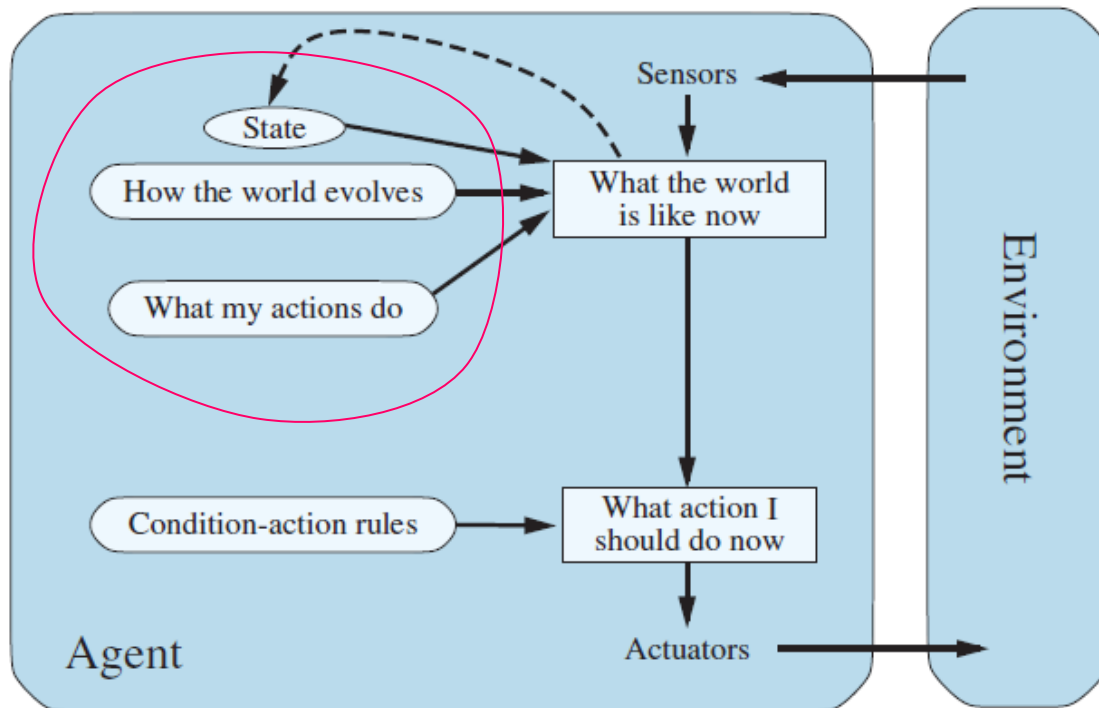 Sensors
State
How the world evolves
What the world
is like now
What my actions do
Condition-action rules
What action I
should do now
Agent
Actuators
Environment